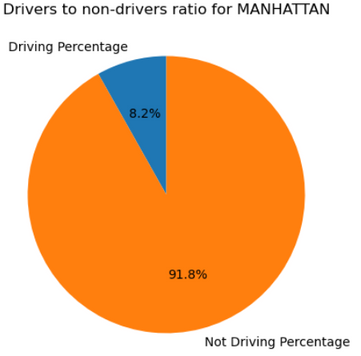 Drivers to non-drivers ratio for MANHATTAN
Driving Percentage
8.2%
91.8%
Not Driving Percentage